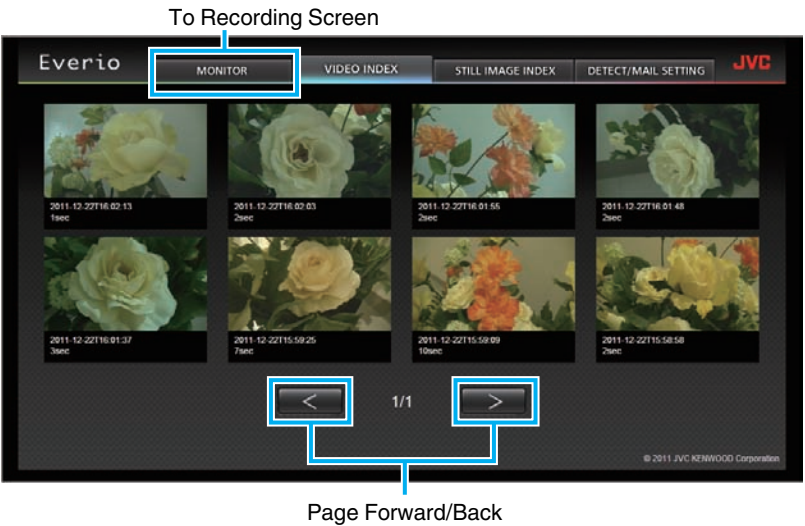 To Recording Screen
Everio MONITOR VIDEO INDEX STILL IMAGE INDEX DETECT/MAIL SETTING JVC
2011-12-22T16:02:13 2011-12-22T16:02:03 2011-12-22T16:01:55 2011-12-22T16:01:48
1sec 2sec 2sec 2sec
2011-12-22T16:01:37 2011-12-22T15:59:25 2011-12-22T15:59:09 2011-12-22T15:58:58
3sec 7sec 10sec 2sec
< 1/1 >
© 2011 JVC KENWOOD Corporation
Page Forward/Back